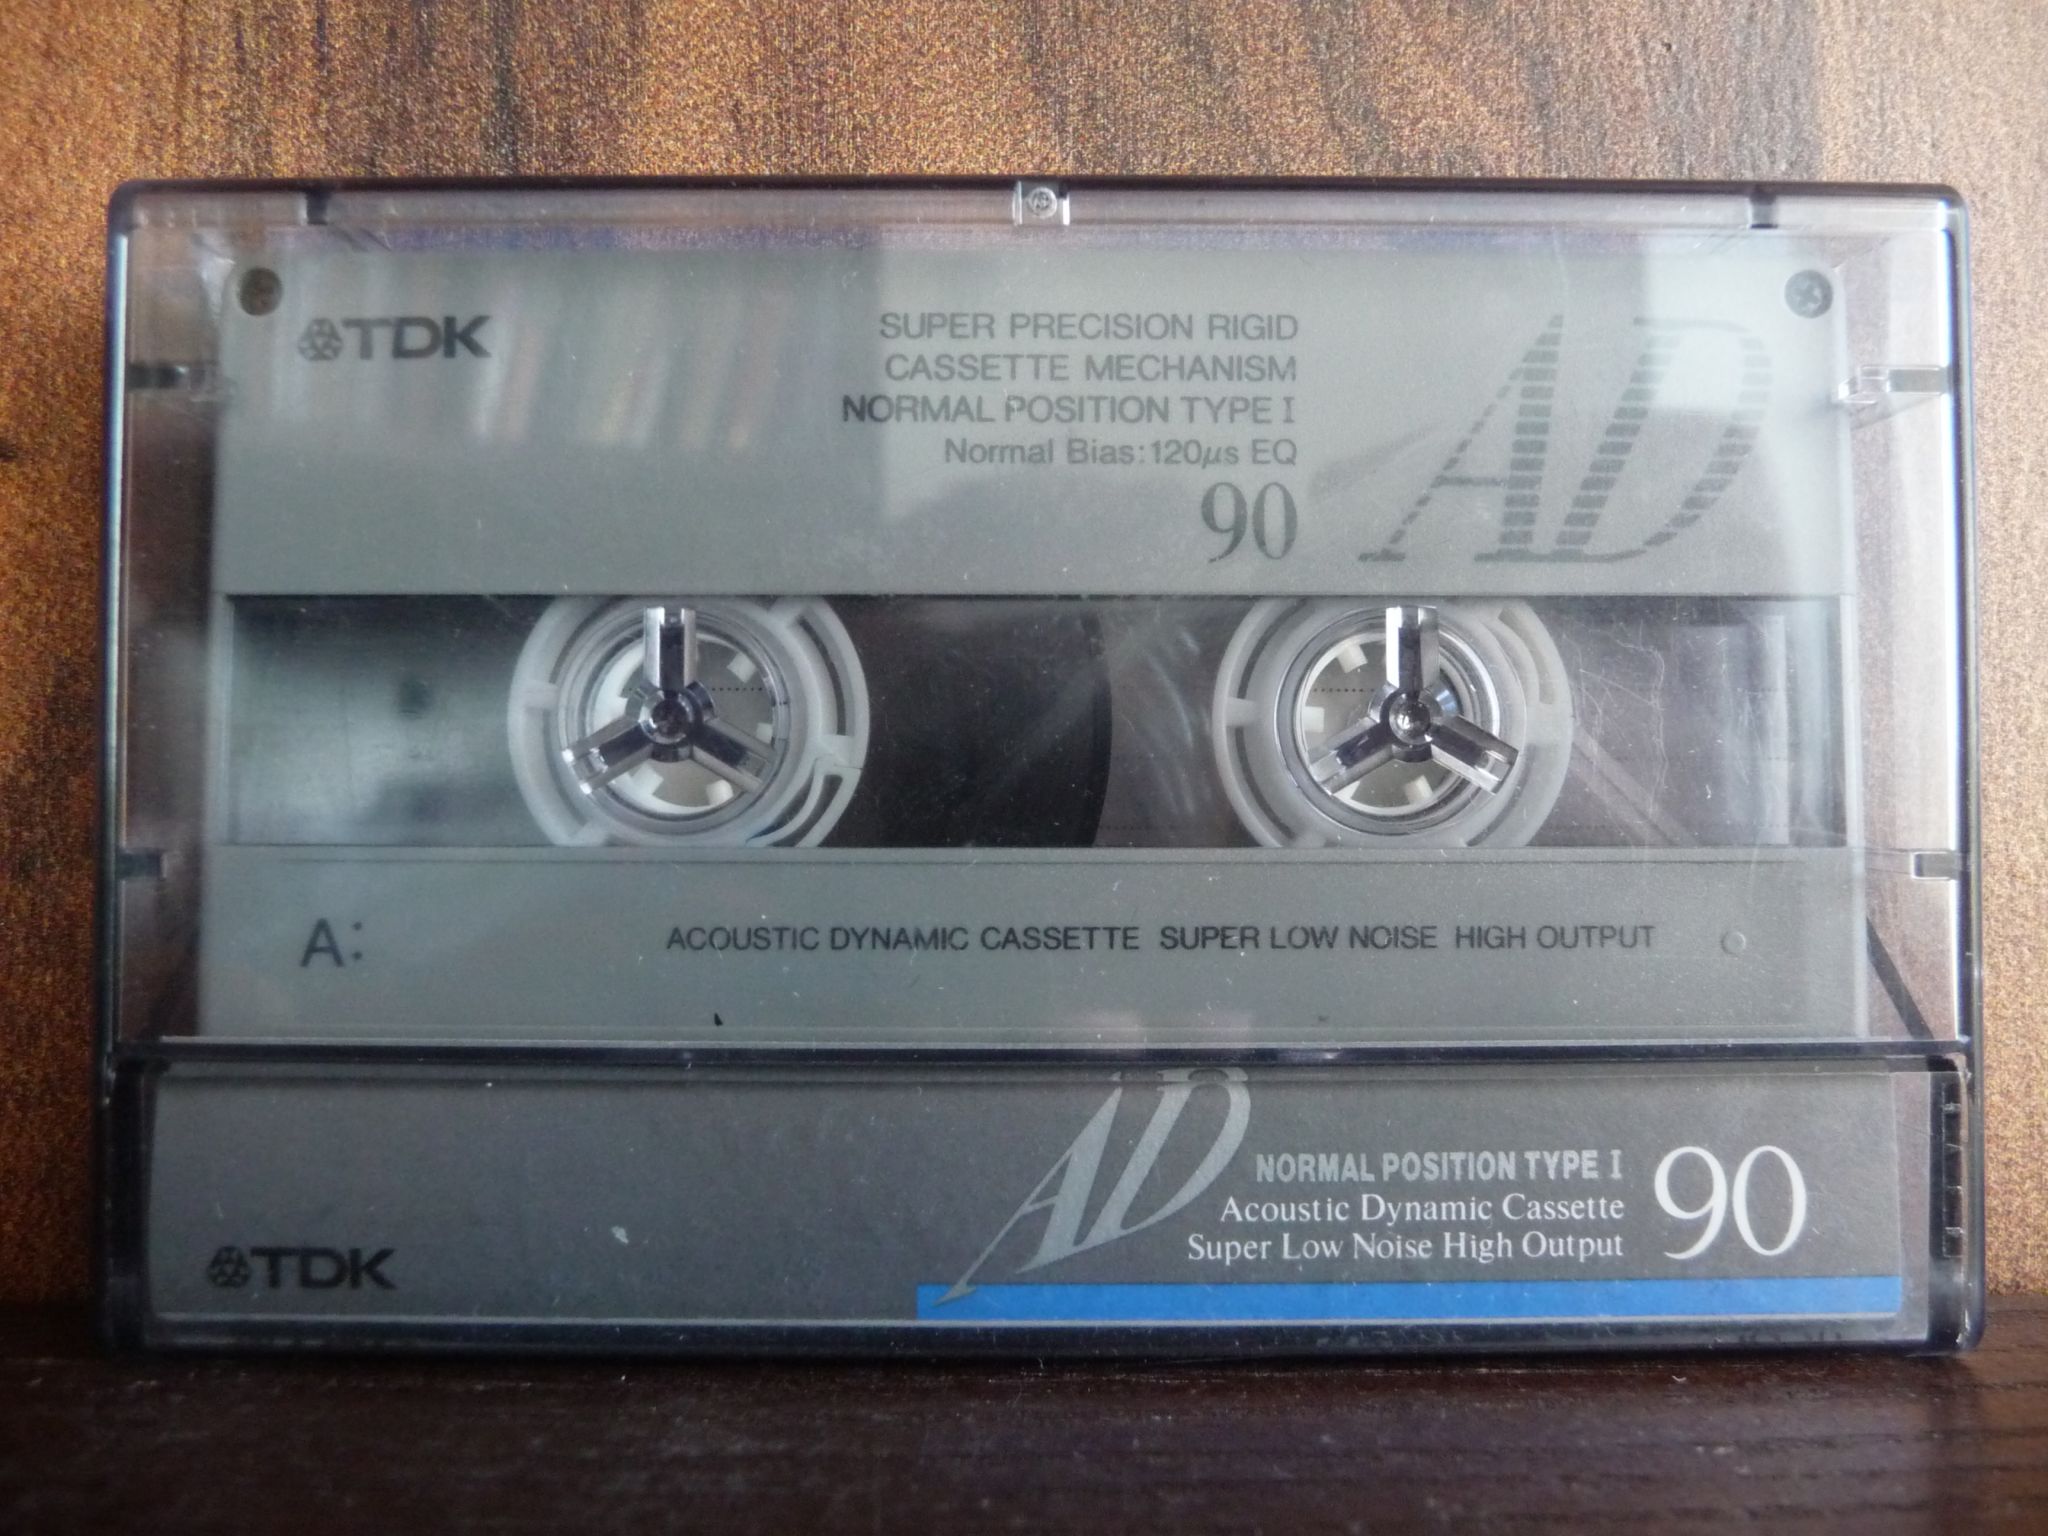 TDK
SUPER PRECISION RIGID
CASSETTE MECHANISM
NORMAL POSITION TYPE I
Normal Bias:120µs EQ
90
AD
A:
ACOUSTIC DYNAMIC CASSETTE SUPER LOW NOISE HIGH OUTPUT
TDK
AD
NORMAL POSITION TYPE I
Acoustic Dynamic Cassette
Super Low Noise High Output
90